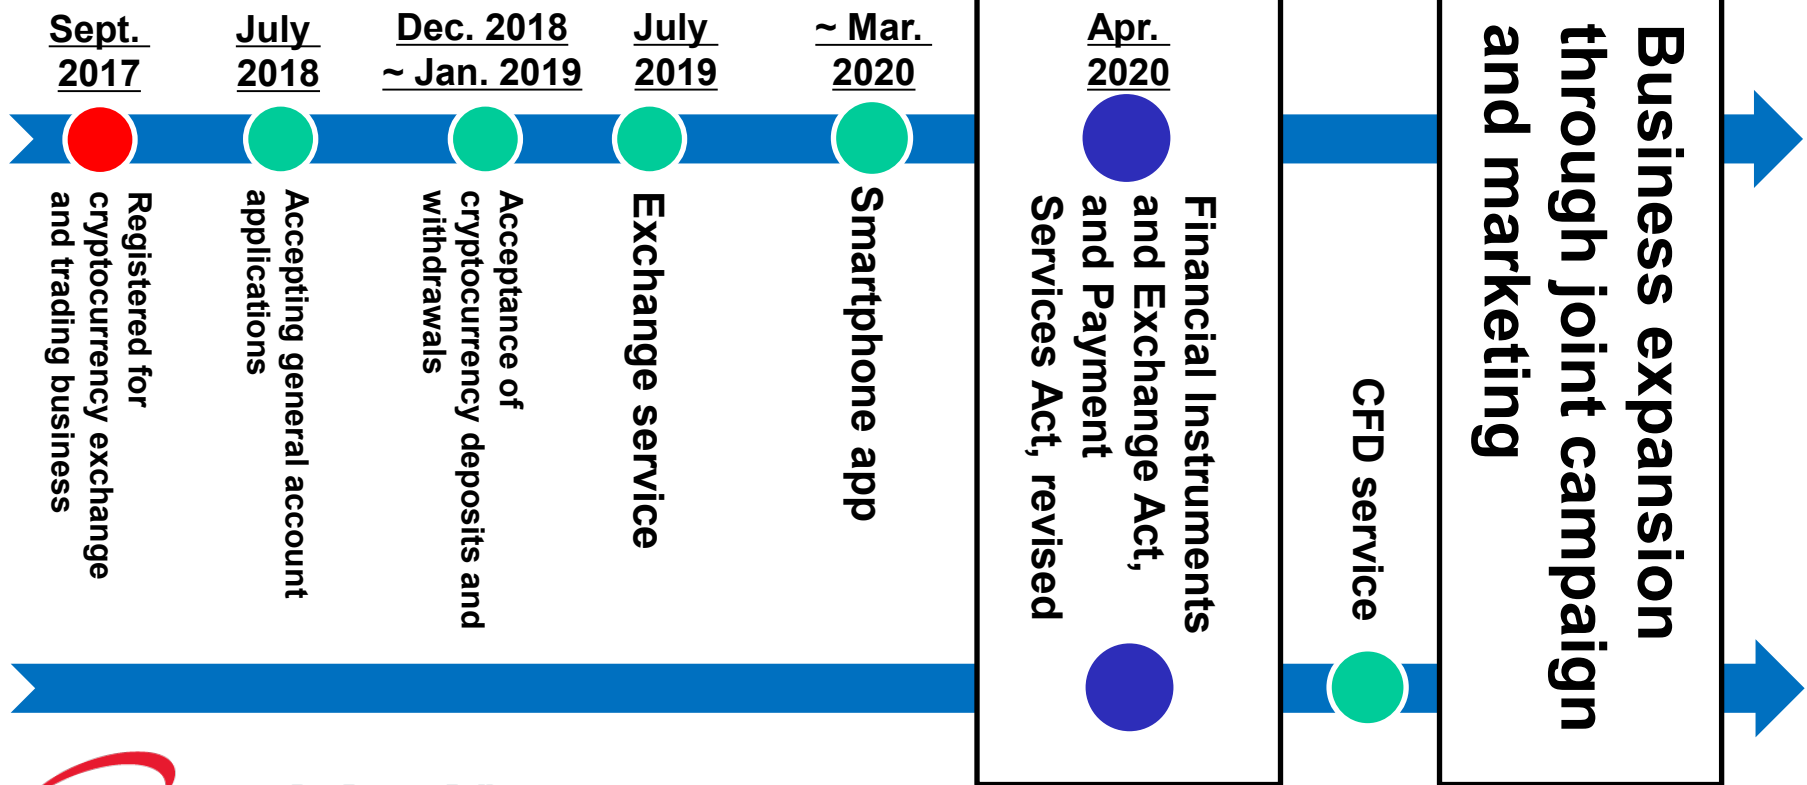 Sept.
2017
July
2018
Dec. 2018
~ Jan. 2019
July
2019
~ Mar.
2020
Apr.
2020
Registered for
cryptocurrency exchange
and trading business
Accepting general account
applications
Acceptance of
cryptocurrency deposits and
withdrawals
Exchange service
Smartphone app
Financial Instruments
and Exchange Act,
and Payment
Services Act, revised
CFD service
Business expansion
through joint campaign
and marketing